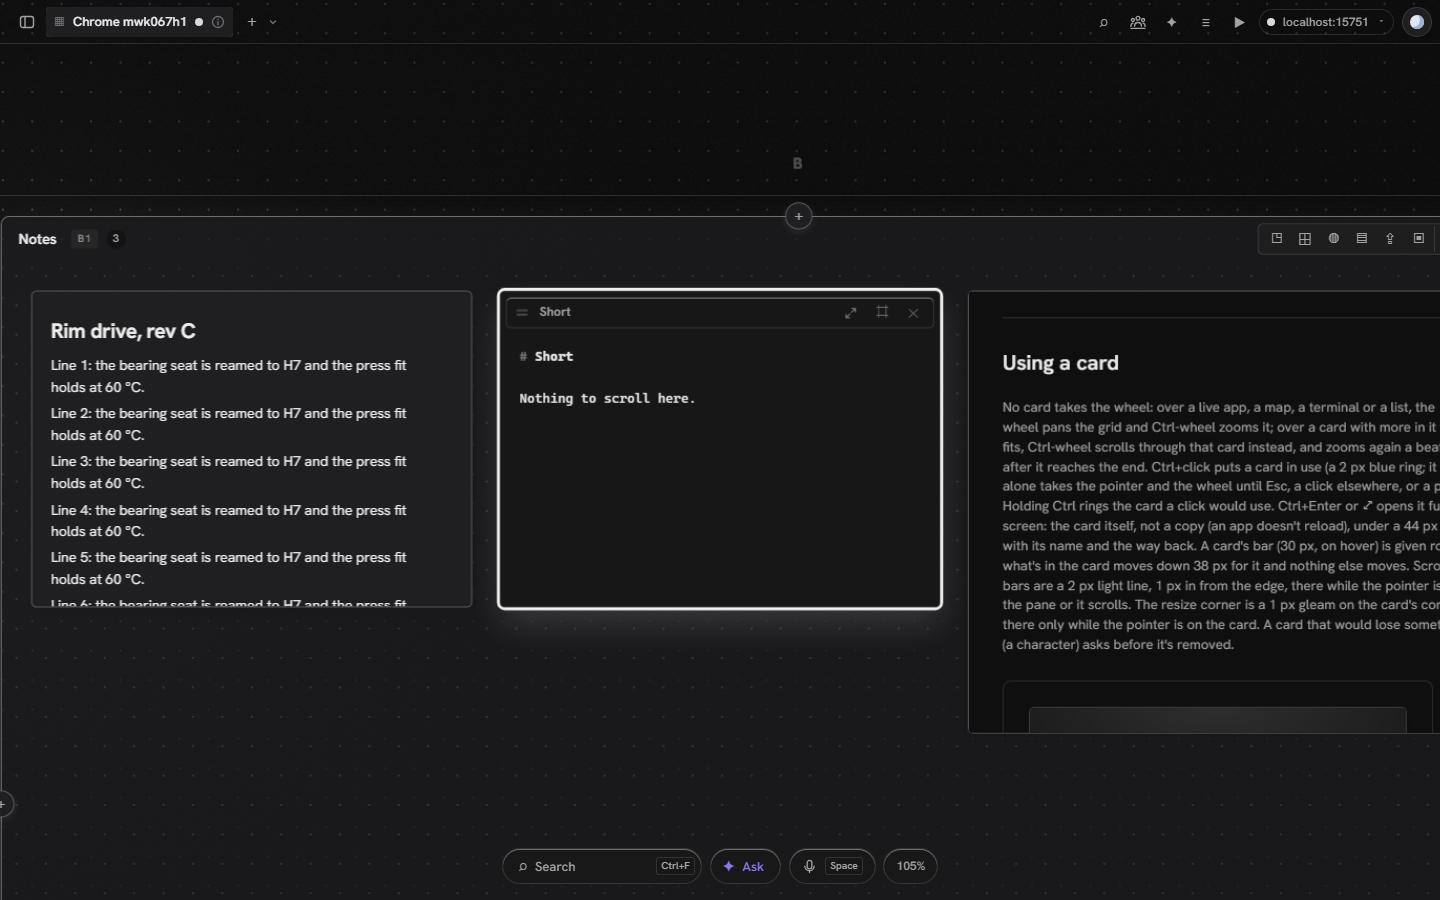 Chrome mwk067h1
localhost:15751
B
Notes B1 3
Rim drive, rev C
Line 1: the bearing seat is reamed to H7 and the press fit
holds at 60 °C.
Line 2: the bearing seat is reamed to H7 and the press fit
holds at 60 °C.
Line 3: the bearing seat is reamed to H7 and the press fit
holds at 60 °C.
Line 4: the bearing seat is reamed to H7 and the press fit
holds at 60 °C.
Line 5: the bearing seat is reamed to H7 and the press fit
holds at 60 °C.
Line 6: the bearing seat is reamed to H7 and the press fit
Short
# Short
Nothing to scroll here.
Using a card
No card takes the wheel: over a live app, a map, a terminal or a list, the
wheel pans the grid and Ctrl-wheel zooms it; over a card with more in it
fits, Ctrl-wheel scrolls through that card instead, and zooms again a bea
after it reaches the end. Ctrl+click puts a card in use (a 2 px blue ring; it
alone takes the pointer and the wheel until Esc, a click elsewhere, or a p
Holding Ctrl rings the card a click would use. Ctrl+Enter or ⤢ opens it fu
screen: the card itself, not a copy (an app doesn't reload), under a 44 px
with its name and the way back. A card's bar (30 px, on hover) is given ro
what's in the card moves down 38 px for it and nothing else moves. Scro
bars are a 2 px light line, 1 px in from the edge, there while the pointer is
the pane or it scrolls. The resize corner is a 1 px gleam on the card's cor
there only while the pointer is on the card. A card that would lose somet
(a character) asks before it's removed.
Search Ctrl+F Ask Space 105%